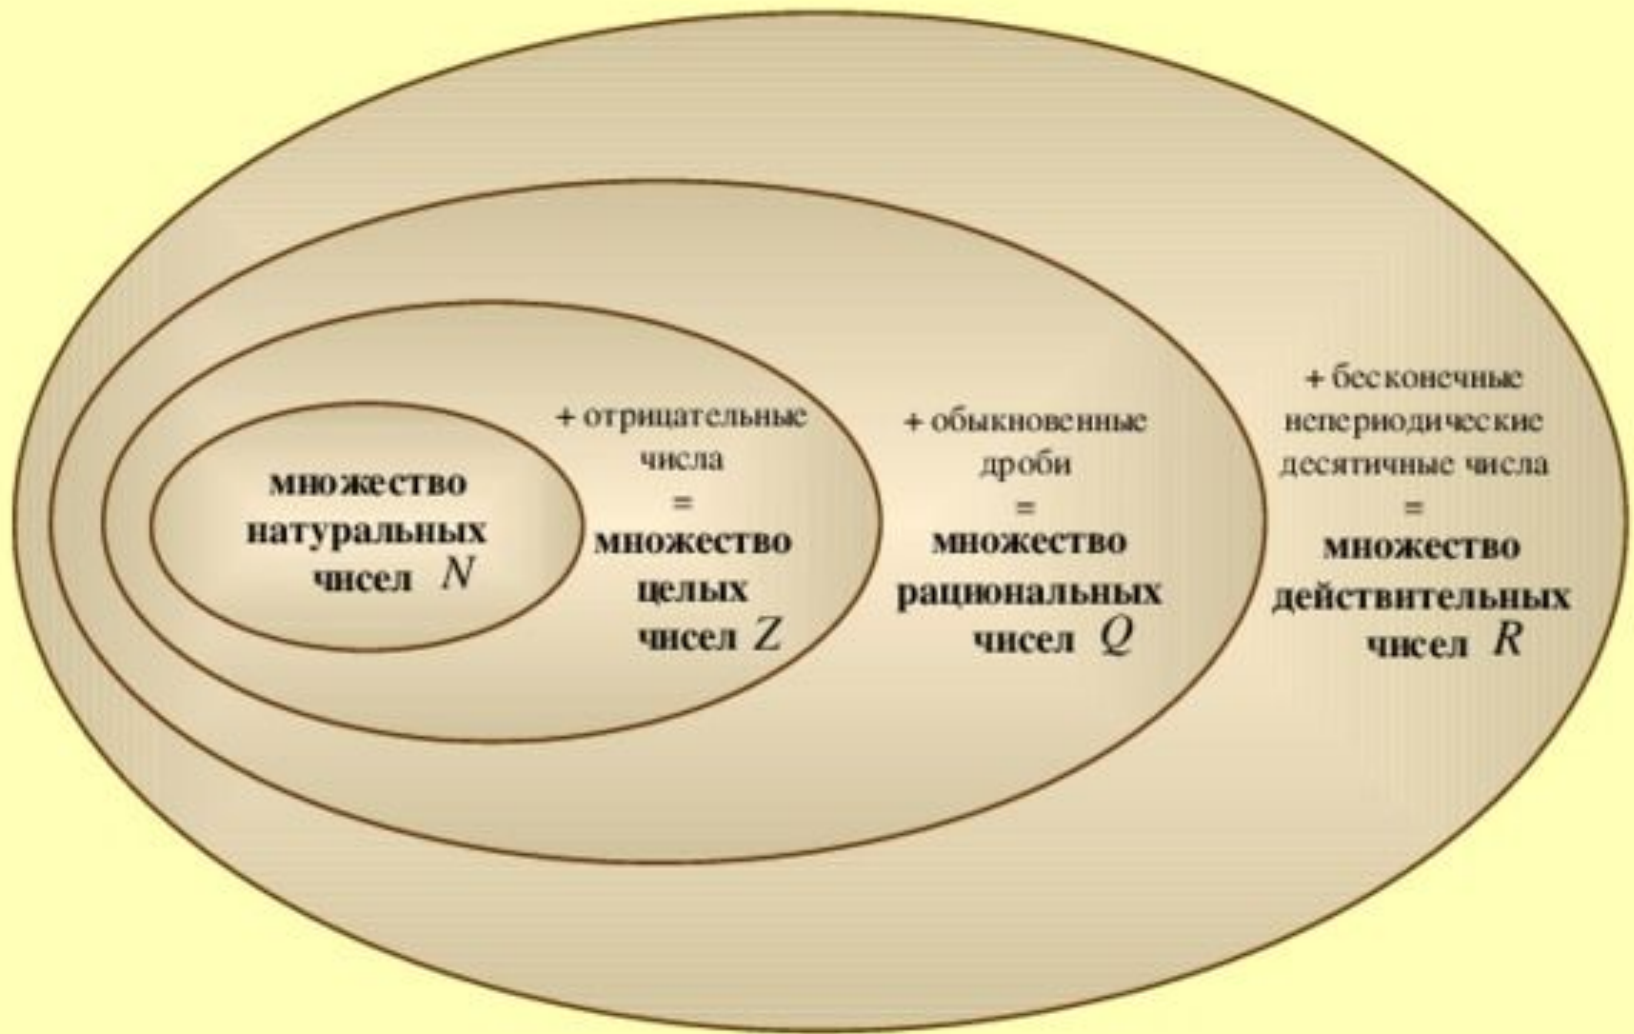 множество
натуральных
чисел N
+ отрицательные
числа
=
множество
целых
чисел Z
+ обыкновенные
дроби
=
множество
рациональных
чисел Q
+ бесконечные
непериодические
десятичные числа
=
множество
действительных
чисел R